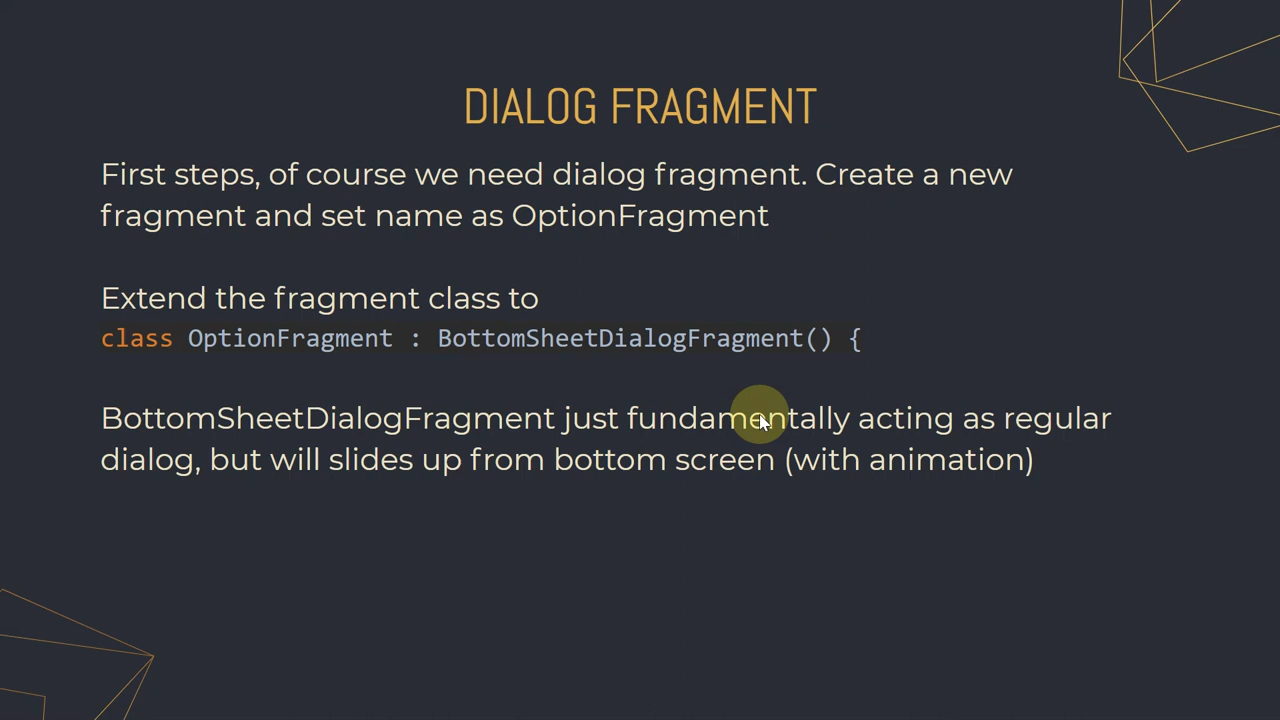 DIALOG FRAGMENT
First steps, of course we need dialog fragment. Create a new
fragment and set name as OptionFragment
Extend the fragment class to
class OptionFragment : BottomSheetDialogFragment() {
BottomSheetDialogFragment just fundamentally acting as regular
dialog, but will slides up from bottom screen (with animation)